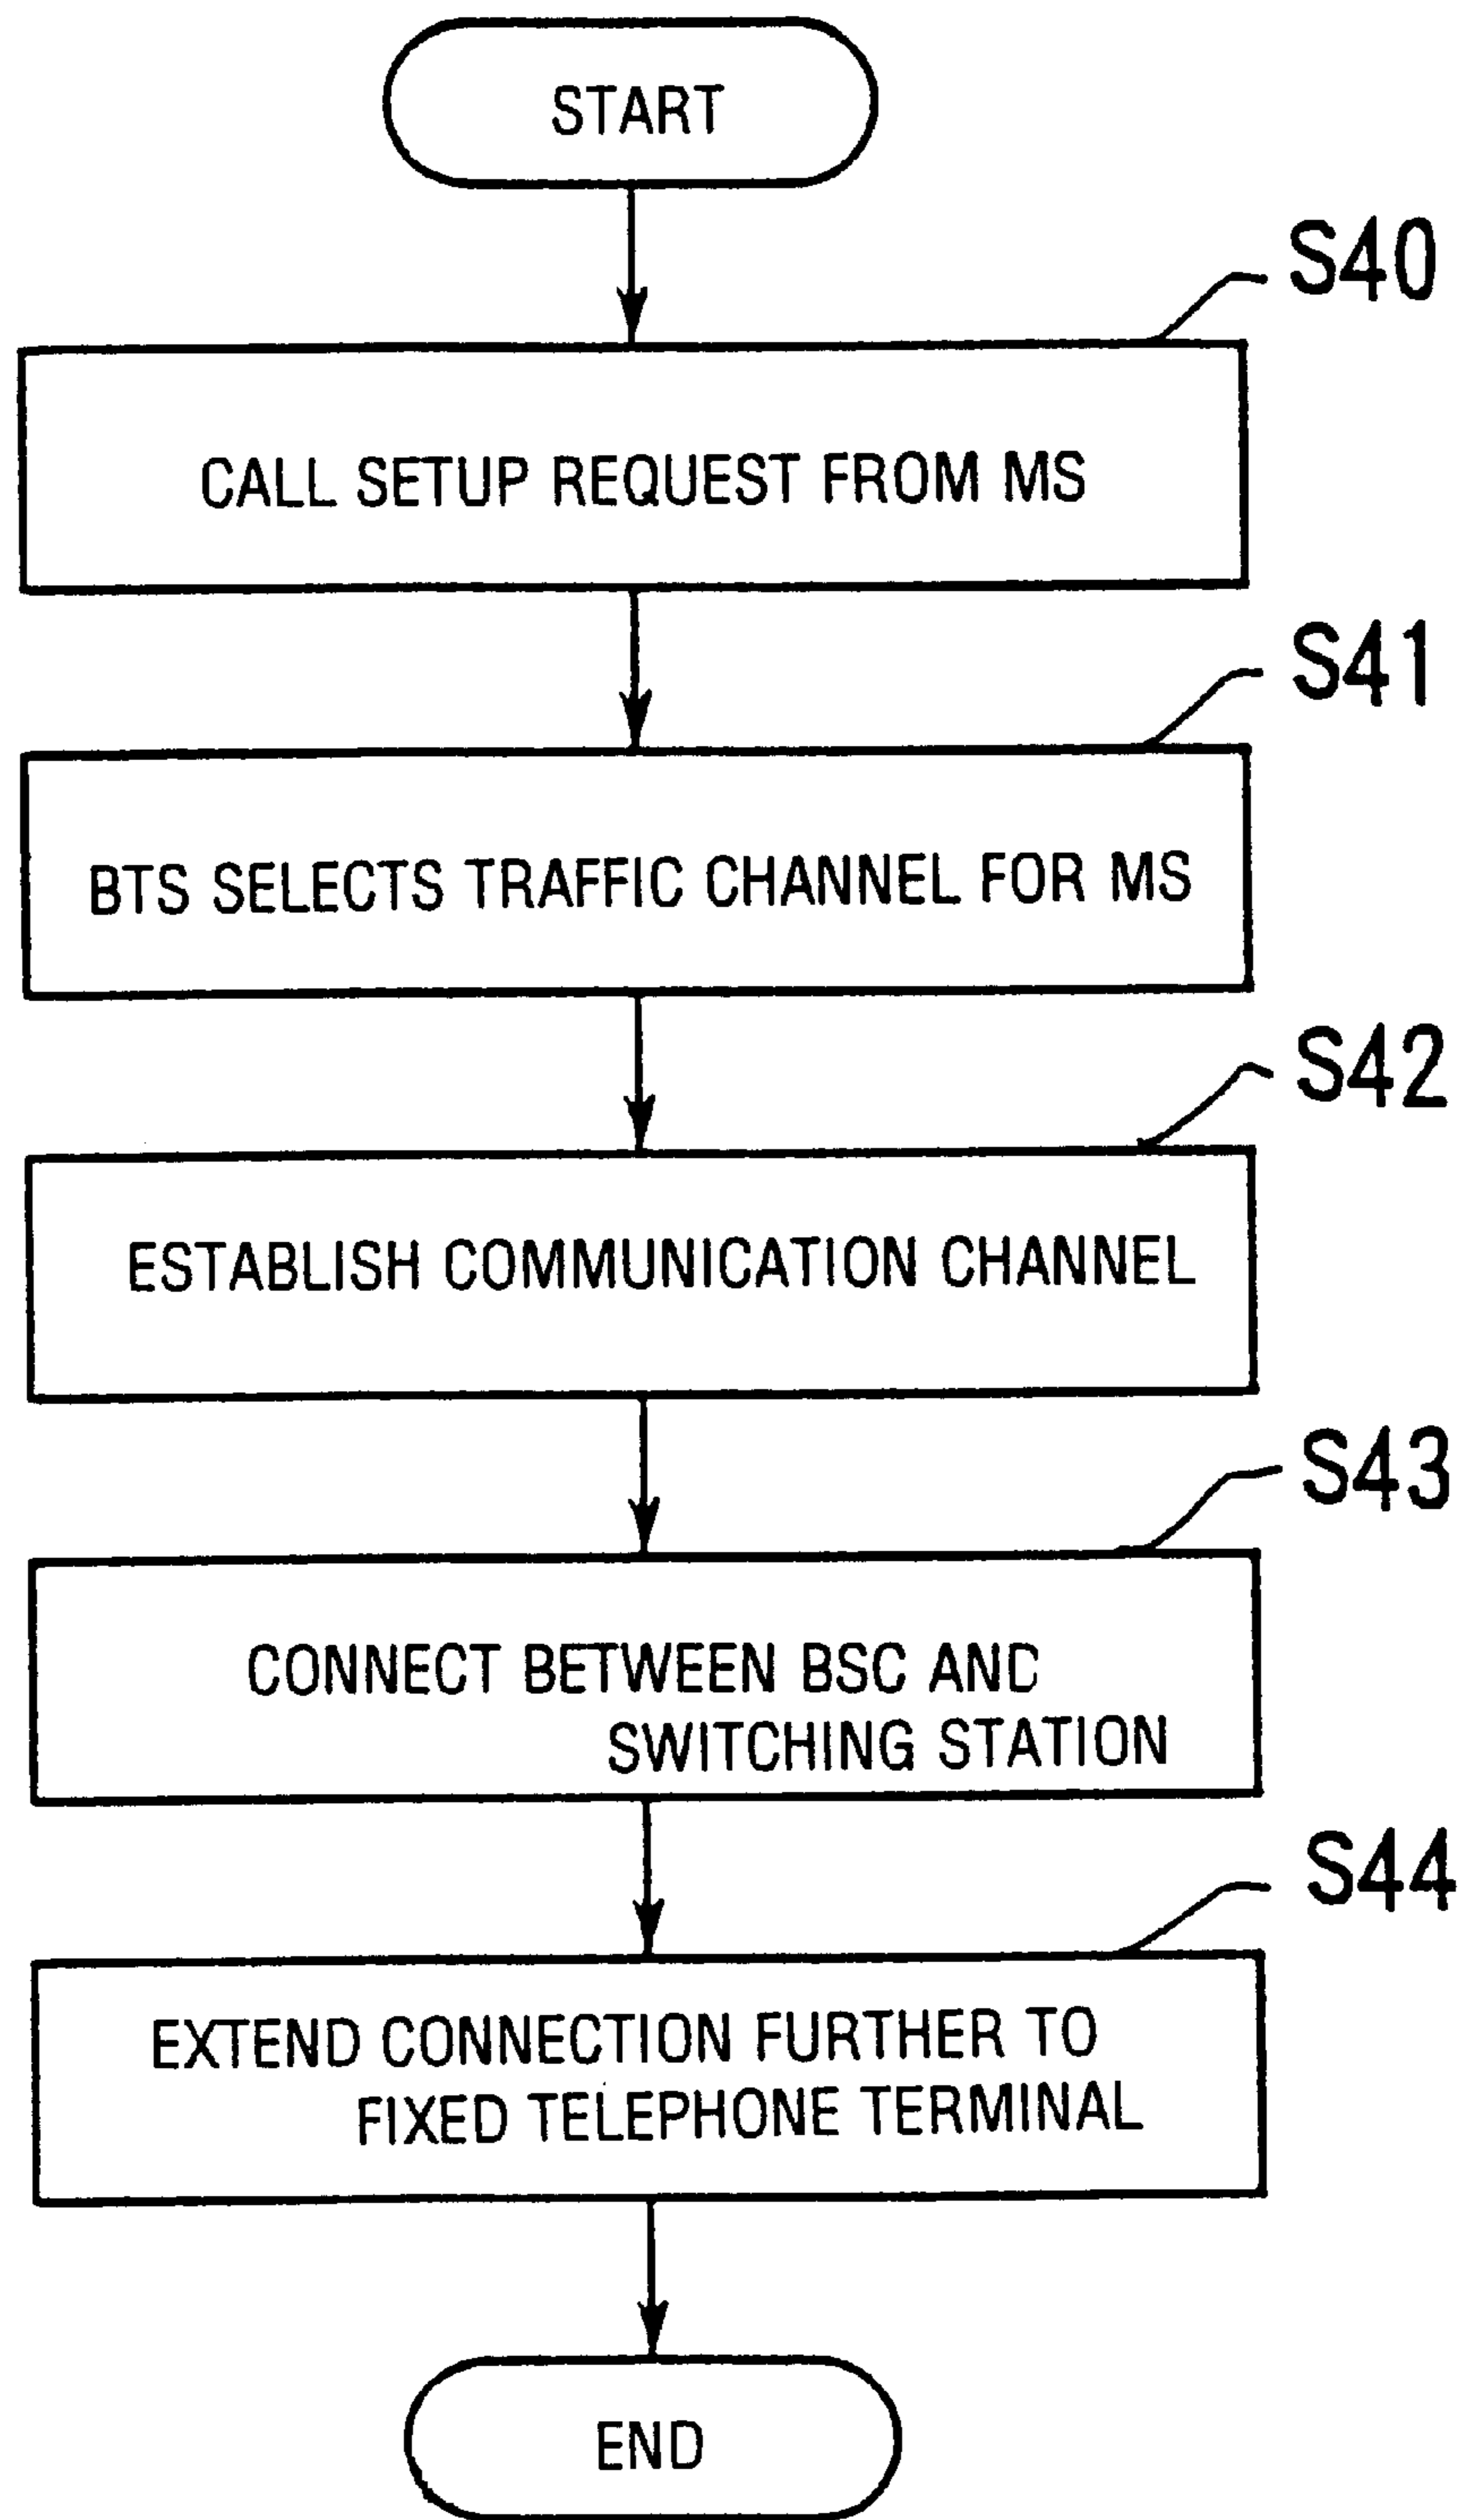 START
S40
CALL SETUP REQUEST FROM MS
S41
BTS SELECTS TRAFFIC CHANNEL FOR MS
S42
ESTABLISH COMMUNICATION CHANNEL
S43
CONNECT BETWEEN BSC AND
SWITCHING STATION
S44
EXTEND CONNECTION FURTHER TO
FIXED TELEPHONE TERMINAL
END